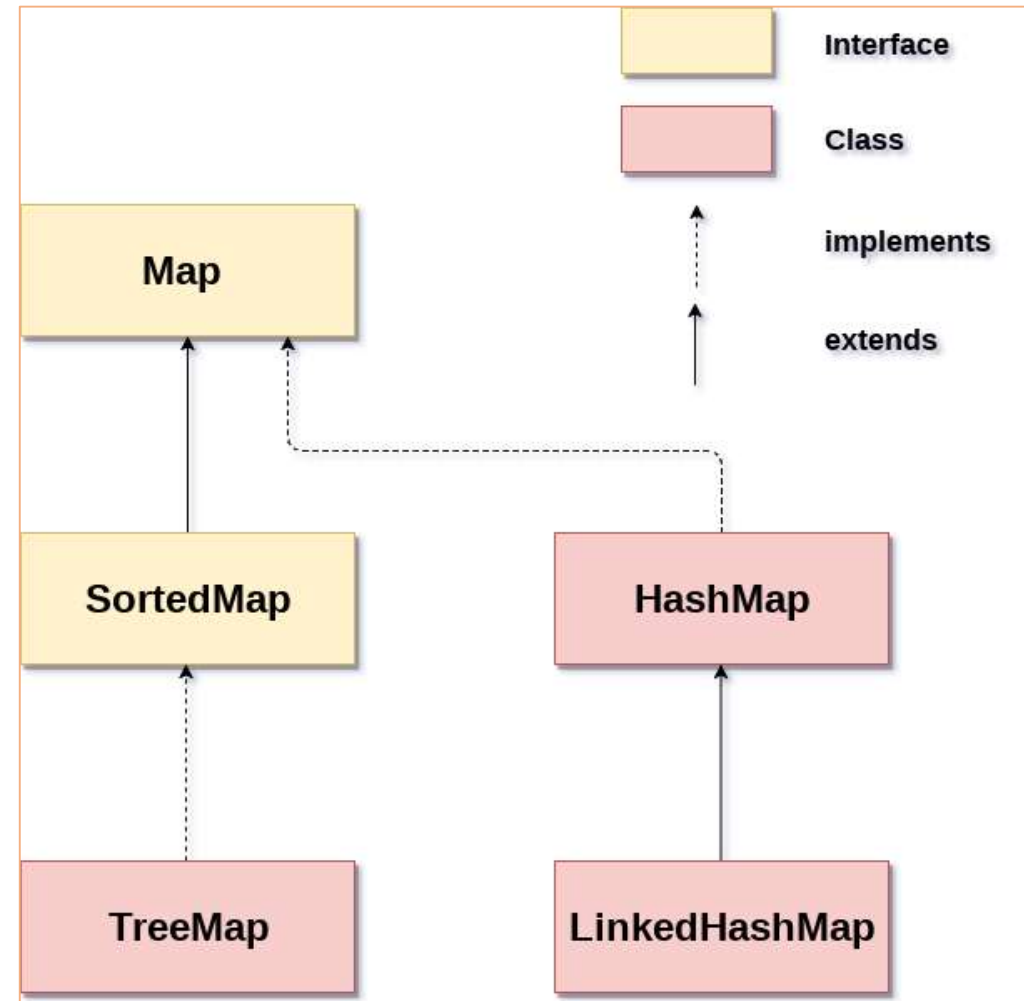 Interface
Class
implements
extends
Map
SortedMap
HashMap
TreeMap
LinkedHashMap